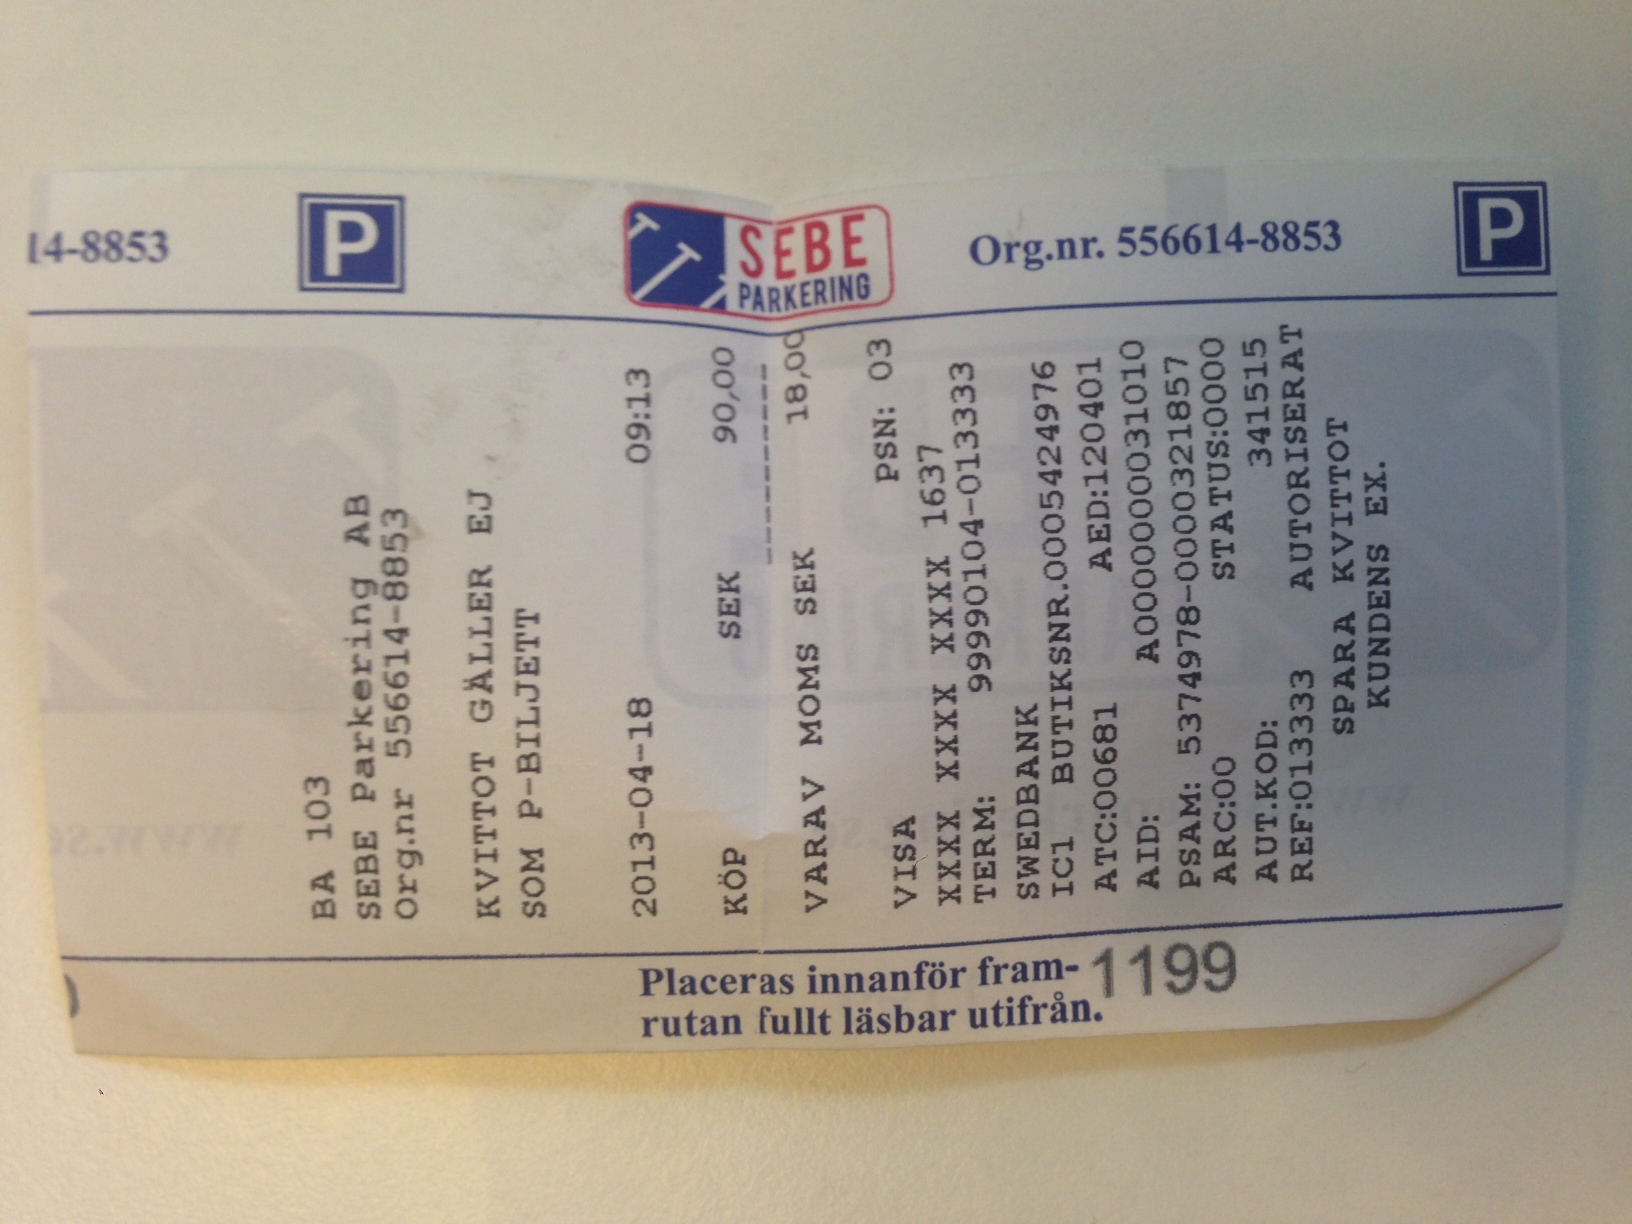 BA 103
SEBE Parkering AB
Org.nr 556614-8853
KVITTOT GÄLLER EJ
SOM P-BILJETT
2013-04-18 09:13
KÖP SEK 90,00
----------
VARAV MOMS SEK 18,00
VISA PSN: 03
XXXX XXXX XXXX 1637
TERM: 99990104-013333
SWEDBANK
IC1 BUTIKSNR.0005424976
ATC:00681 AED:120401
AID: A0000000031010
PSAM: 5374978-0000321857
ARC:00 STATUS:0000
AUT.KOD: 341515
REF:013333 AUTORISERAT
SPARA KVITTOT
KUNDENS EX.
Placeras innanför fram-
rutan fullt läsbar utifrån.
1199
P
Org.nr. 556614-8853
SEBE
PARKERING
P
14-8853